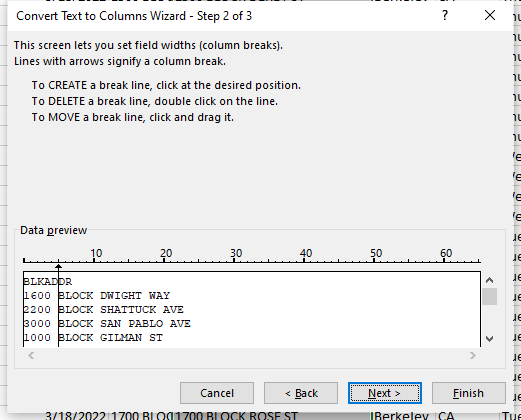 Convert Text to Columns Wizard - Step 2 of 3 ? ×
This screen lets you set field widths (column breaks).
Lines with arrows signify a column break.
To CREATE a break line, click at the desired position.
To DELETE a break line, double click on the line.
To MOVE a break line, click and drag it.
Data preview
10 20 30 40 50 60
BLKADDR
1600 BLOCK DWIGHT WAY
2200 BLOCK SHATTUCK AVE
3000 BLOCK SAN PABLO AVE
1000 BLOCK GILMAN ST
Cancel < Back Next > Finish
3/18/2022 1700 BLO 1700 BLOCK ROSE ST Berkeley CA Tue